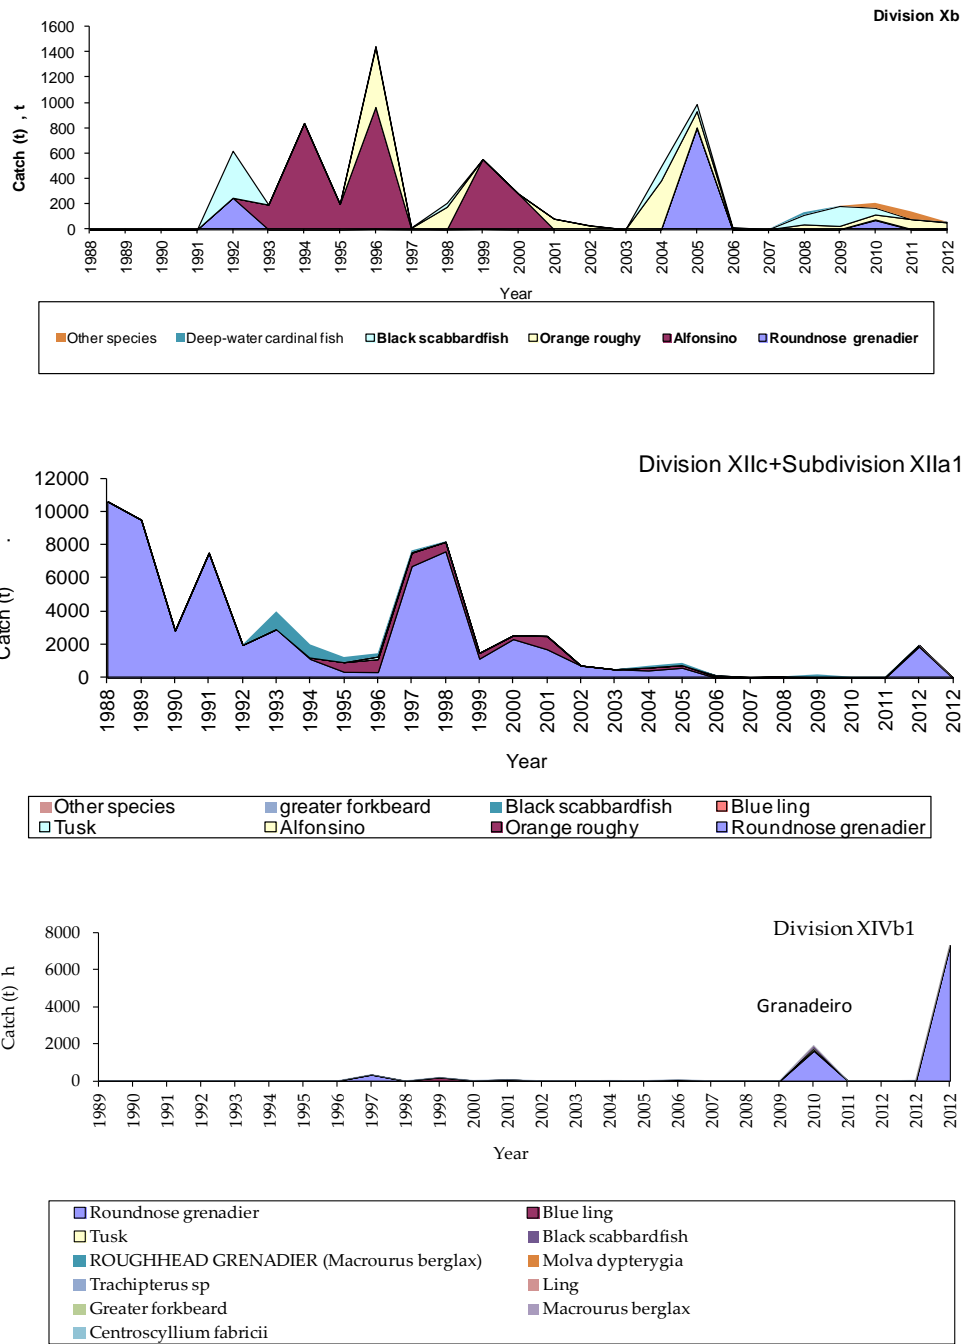 Division Xb
1600
1400
1200
1000
800
600
400
200
0
Catch (t) , t
1988 1989 1990 1991 1992 1993 1994 1995 1996 1997 1998 1999 2000 2001 2002 2003 2004 2005 2006 2007 2008 2009 2010 2011 2012
Year
Other species Deep-water cardinal fish Black scabbardfish Orange roughy Alfonsino Roundnose grenadier
Division XIIc+Subdivision XIIa1
12000
10000
8000
6000
4000
2000
0
Catch (t) .
1988 1989 1990 1991 1992 1993 1994 1995 1996 1997 1998 1999 2000 2001 2002 2003 2004 2005 2006 2007 2008 2009 2010 2011 2012 2012
Year
Other species greater forkbeard Black scabbardfish Blue ling
Tusk Alfonsino Orange roughy Roundnose grenadier
Division XIVb1
8000
6000
4000
2000
0
Catch (t) h
Granadeiro
1989 1990 1991 1992 1993 1994 1995 1996 1997 1998 1999 2000 2001 2002 2003 2004 2005 2006 2007 2008 2009 2010 2011 2012 2012 2012
Year
Roundnose grenadier Blue ling
Tusk Black scabbardfish
ROUGHHEAD GRENADIER (Macrourus berglax) Molva dypterygia
Trachipterus sp Ling
Greater forkbeard Macrourus berglax
Centroscyllium fabricii